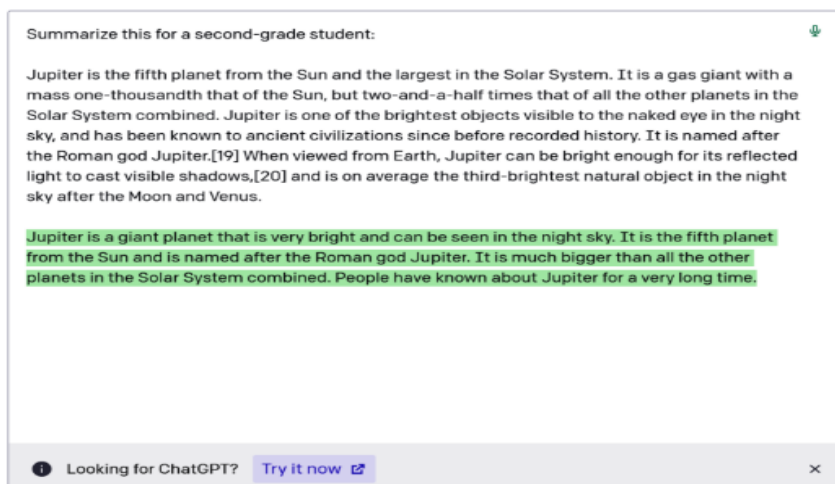 Summarize this for a second-grade student:
Jupiter is the fifth planet from the Sun and the largest in the Solar System. It is a gas giant with a
mass one-thousandth that of the Sun, but two-and-a-half times that of all the other planets in the
Solar System combined. Jupiter is one of the brightest objects visible to the naked eye in the night
sky, and has been known to ancient civilizations since before recorded history. It is named after
the Roman god Jupiter.[19] When viewed from Earth, Jupiter can be bright enough for its reflected
light to cast visible shadows,[20] and is on average the third-brightest natural object in the night
sky after the Moon and Venus.
Jupiter is a giant planet that is very bright and can be seen in the night sky. It is the fifth planet
from the Sun and is named after the Roman god Jupiter. It is much bigger than all the other
planets in the Solar System combined. People have known about Jupiter for a very long time.
Looking for ChatGPT? Try it now